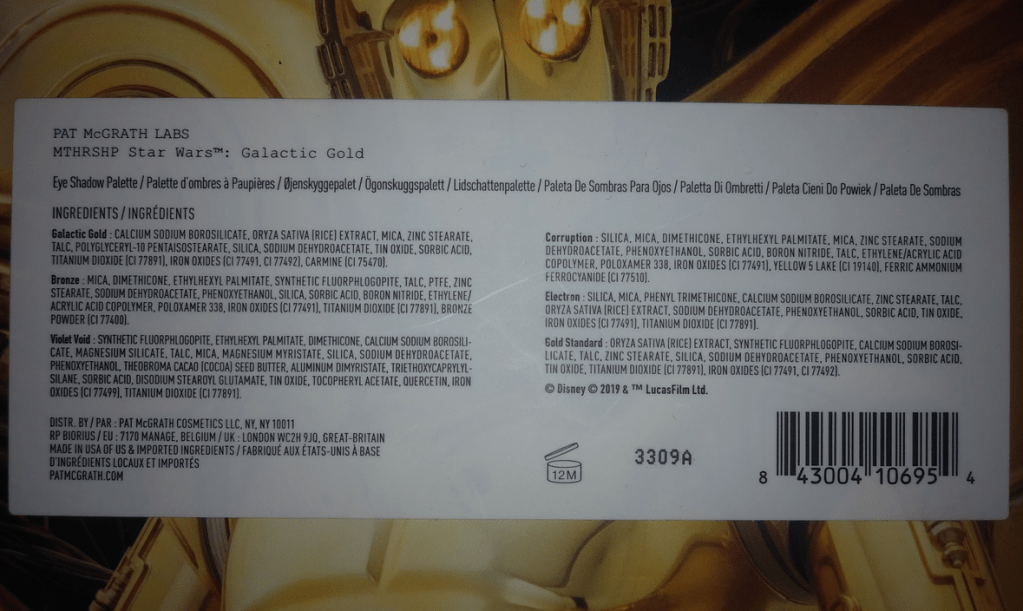 PAT McGRATH LABS
MTHRSHP Star Wars™: Galactic Gold
Eye Shadow Palette / Palette d'ombres à Paupières / Øjenskyggepalet / Ögonskuggspalett / Lidschattenpalette / Paleta De Sombras Para Ojos / Paletta Di Ombretti / Paleta Cieni Do Powiek / Paleta De Sombras
INGREDIENTS / INGRÉDIENTS
Galactic Gold : CALCIUM SODIUM BOROSILICATE, ORYZA SATIVA (RICE) EXTRACT, MICA, ZINC STEARATE,
TALC, POLYGLYCERYL-10 PENTAISOSTEARATE, SILICA, SODIUM DEHYDROACETATE, TIN OXIDE, SORBIC ACID,
TITANIUM DIOXIDE (CI 77891), IRON OXIDES (CI 77491, CI 77492), CARMINE (CI 75470).
Bronze : MICA, DIMETHICONE, ETHYLHEXYL PALMITATE, SYNTHETIC FLUORPHLOGOPITE, TALC, PTFE, ZINC
STEARATE, SODIUM DEHYDROACETATE, PHENOXYETHANOL, SILICA, SORBIC ACID, BORON NITRIDE, ETHYLENE/
ACRYLIC ACID COPOLYMER, POLOXAMER 338, IRON OXIDES (CI 77491), TITANIUM DIOXIDE (CI 77891), BRONZE
POWDER (CI 77400).
Violet Void : SYNTHETIC FLUORPHLOGOPITE, ETHYLHEXYL PALMITATE, DIMETHICONE, CALCIUM SODIUM BOROSILI-
CATE, MAGNESIUM SILICATE, TALC, MICA, MAGNESIUM MYRISTATE, SILICA, SODIUM DEHYDROACETATE,
PHENOXYETHANOL, THEOBROMA CACAO (COCOA) SEED BUTTER, ALUMINUM DIMYRISTATE, TRIETHOXYCAPRYLYL-
SILANE, SORBIC ACID, DISODIUM STEAROYL GLUTAMATE, TIN OXIDE, TOCOPHERYL ACETATE, QUERCETIN, IRON
OXIDES (CI 77499), TITANIUM DIOXIDE (CI 77891).
Corruption : SILICA, MICA, DIMETHICONE, ETHYLHEXYL PALMITATE, MICA, ZINC STEARATE, SODIUM
DEHYDROACETATE, PHENOXYETHANOL, SORBIC ACID, BORON NITRIDE, TALC, ETHYLENE/ACRYLIC ACID
COPOLYMER, POLOXAMER 338, IRON OXIDES (CI 77491), YELLOW 5 LAKE (CI 19140), FERRIC AMMONIUM
FERROCYANIDE (CI 77510).
Electron : SILICA, MICA, PHENYL TRIMETHICONE, CALCIUM SODIUM BOROSILICATE, ZINC STEARATE, TALC,
ORYZA SATIVA (RICE) EXTRACT, SODIUM DEHYDROACETATE, PHENOXYETHANOL, SORBIC ACID, TIN OXIDE,
IRON OXIDES (CI 77491), TITANIUM DIOXIDE (CI 77891).
Gold Standard : ORYZA SATIVA (RICE) EXTRACT, SYNTHETIC FLUORPHLOGOPITE, CALCIUM SODIUM BOROSI-
LICATE, TALC, ZINC STEARATE, SILICA, SODIUM DEHYDROACETATE, PHENOXYETHANOL, SORBIC ACID,
TIN OXIDE, TITANIUM DIOXIDE (CI 77891), IRON OXIDES (CI 77491, CI 77492).
© Disney © 2019 & ™ LucasFilm Ltd.
DISTR. BY / PAR : PAT McGRATH COSMETICS LLC, NY, NY 10011
RP BIORIUS / EU : 7170 MANAGE, BELGIUM / UK : LONDON WC2H 9JQ, GREAT-BRITAIN
MADE IN USA OF US & IMPORTED INGREDIENTS / FABRIQUÉ AUX ÉTATS-UNIS À BASE
D'INGRÉDIENTS LOCAUX ET IMPORTÉS
PATMCGRATH.COM
12M
3309A
8 43004 10695 4